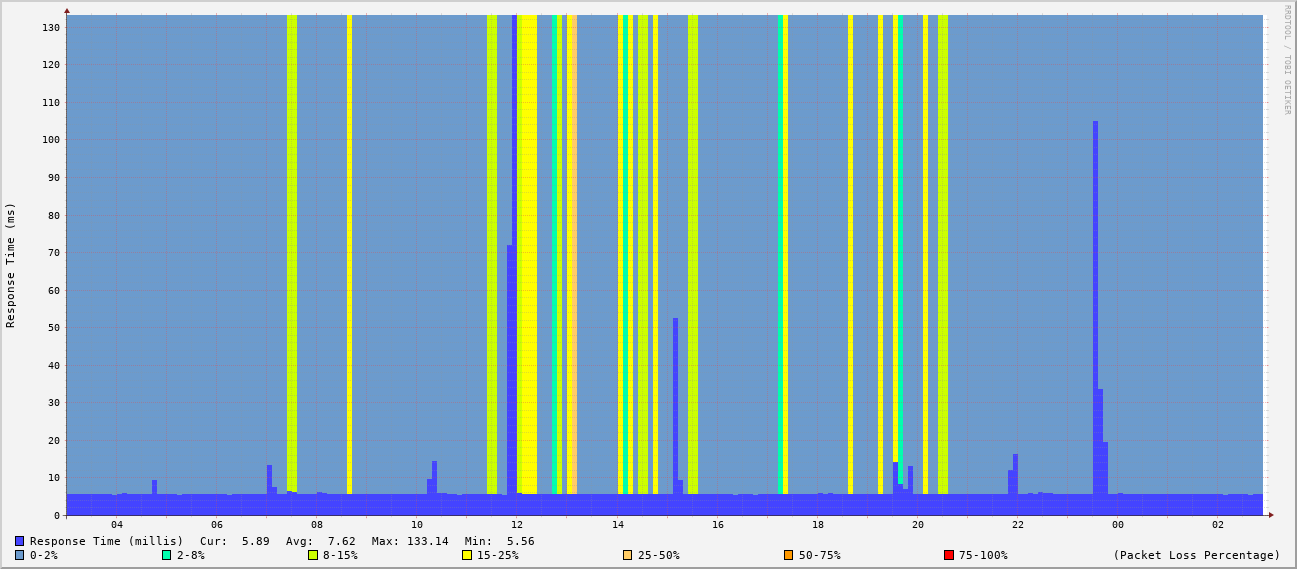 RRDTOOL / TOBI OETIKER
Response Time (ms)
130
120
110
100
90
80
70
60
50
40
30
20
10
0
04 06 08 10 12 14 16 18 20 22 00 02
Response Time (millis) Cur: 5.89 Avg: 7.62 Max: 133.14 Min: 5.56
0-2% 2-8% 8-15% 15-25% 25-50% 50-75% 75-100% (Packet Loss Percentage)